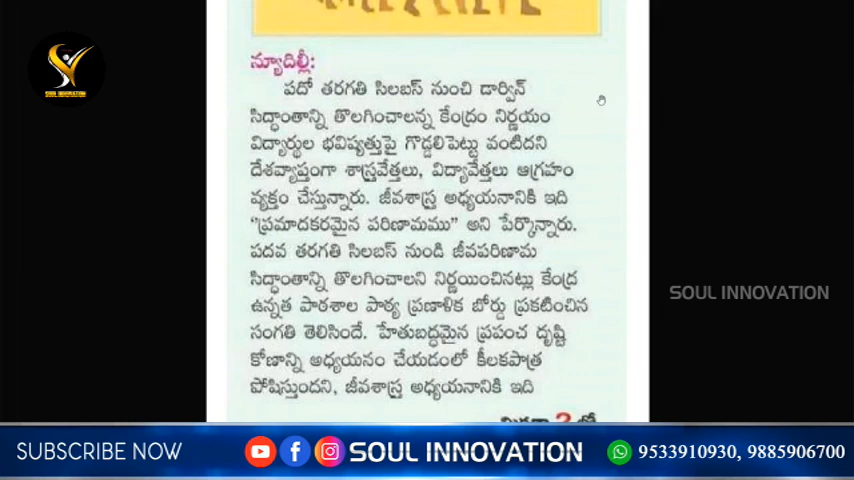 న్యూదిల్లీ:
పదో తరగతి సిలబస్ నుంచి డార్విన్
సిద్ధాంతాన్ని తొలగించాలన్న కేంద్రం నిర్ణయం
విద్యార్థుల భవిష్యత్తుపై గొడ్డలిపెట్టు వంటిదని
దేశవ్యాప్తంగా శాస్త్రవేత్తలు, విద్యావేత్తలు ఆగ్రహం
వ్యక్తం చేస్తున్నారు. జీవశాస్త్ర అధ్యయనానికి ఇది
“ప్రమాదకరమైన పరిణామము” అని పేర్కొన్నారు.
పదవ తరగతి సిలబస్ నుండి జీవపరిణామ
సిద్ధాంతాన్ని తొలగించాలని నిర్ణయించినట్లు కేంద్ర
ఉన్నత పాఠశాల పాఠ్య ప్రణాళిక బోర్డు ప్రకటించిన
సంగతి తెలిసిందే. హేతుబద్ధమైన ప్రపంచ దృష్టి
కోణాన్ని అధ్యయనం చేయడంలో కీలకపాత్ర
పోషిస్తుందని, జీవశాస్త్ర అధ్యయనానికి ఇది
SOUL INNOVATION
SOUL INNOVATION
SUBSCRIBE NOW SOUL INNOVATION 9533910930, 9885906700